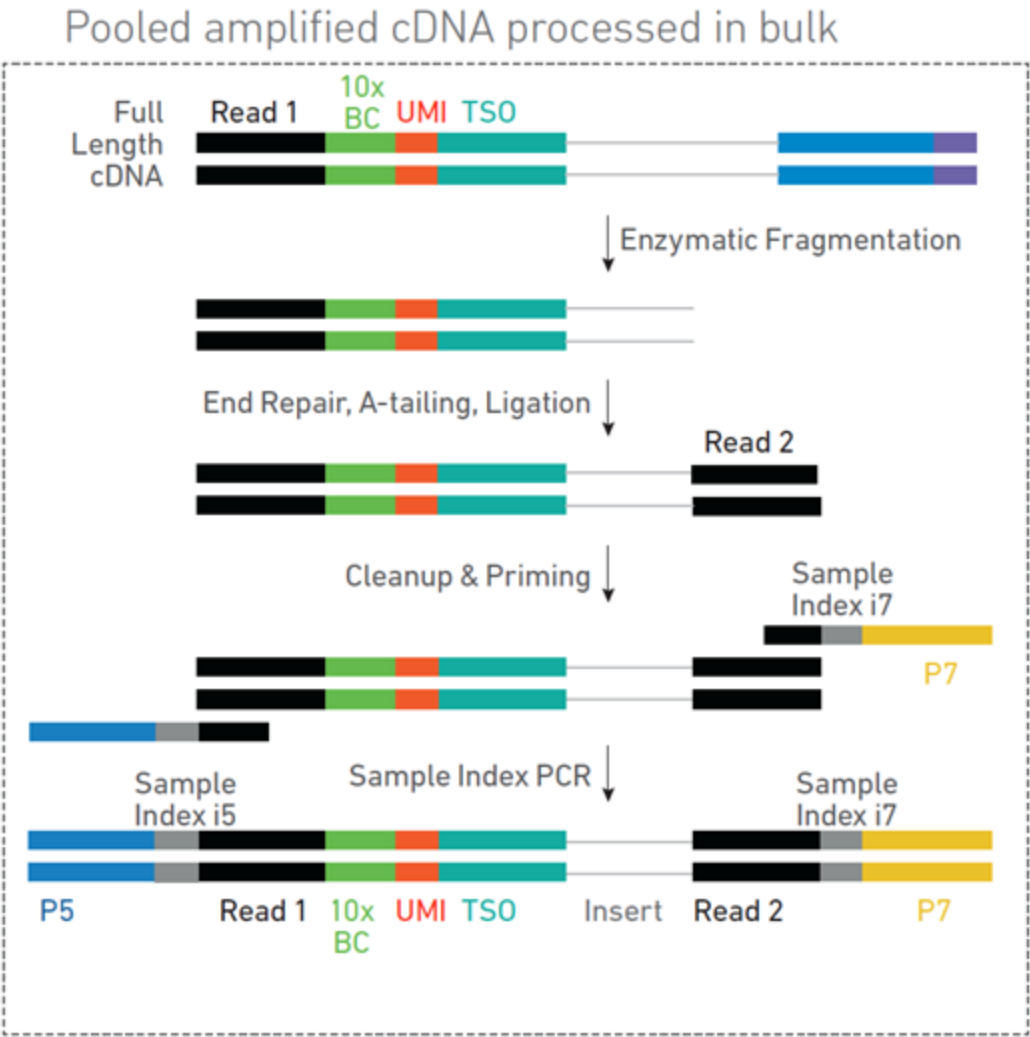 Pooled amplified cDNA processed in bulk
Full
Length
cDNA
Read 1
10x
BC
UMI
TSO
Enzymatic Fragmentation
End Repair, A-tailing, Ligation
Read 2
Cleanup & Priming
Sample
Index i7
P7
Sample Index PCR
Sample
Index i5
Sample
Index i7
P5
Read 1
10x
BC
UMI
TSO
Insert
Read 2
P7